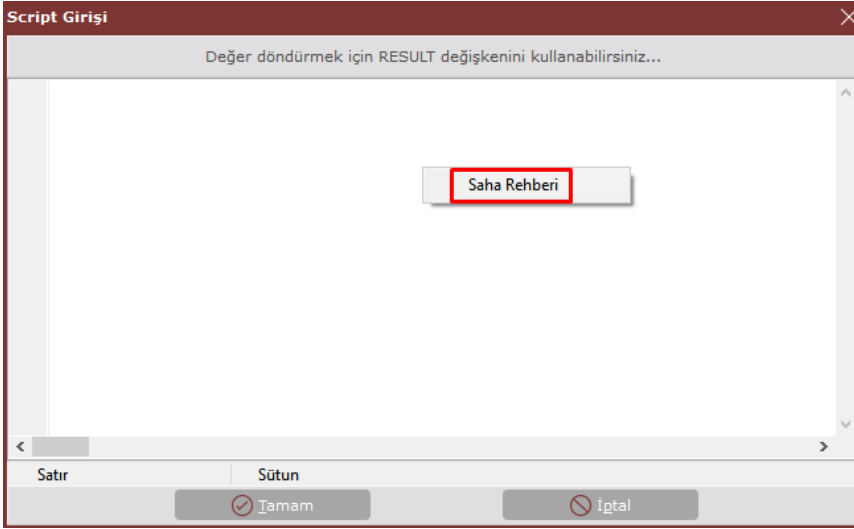 Script Girişi
Değer döndürmek için RESULT değişkenini kullanabilirsiniz...
Saha Rehberi
Satır Sütun
Tamam İptal